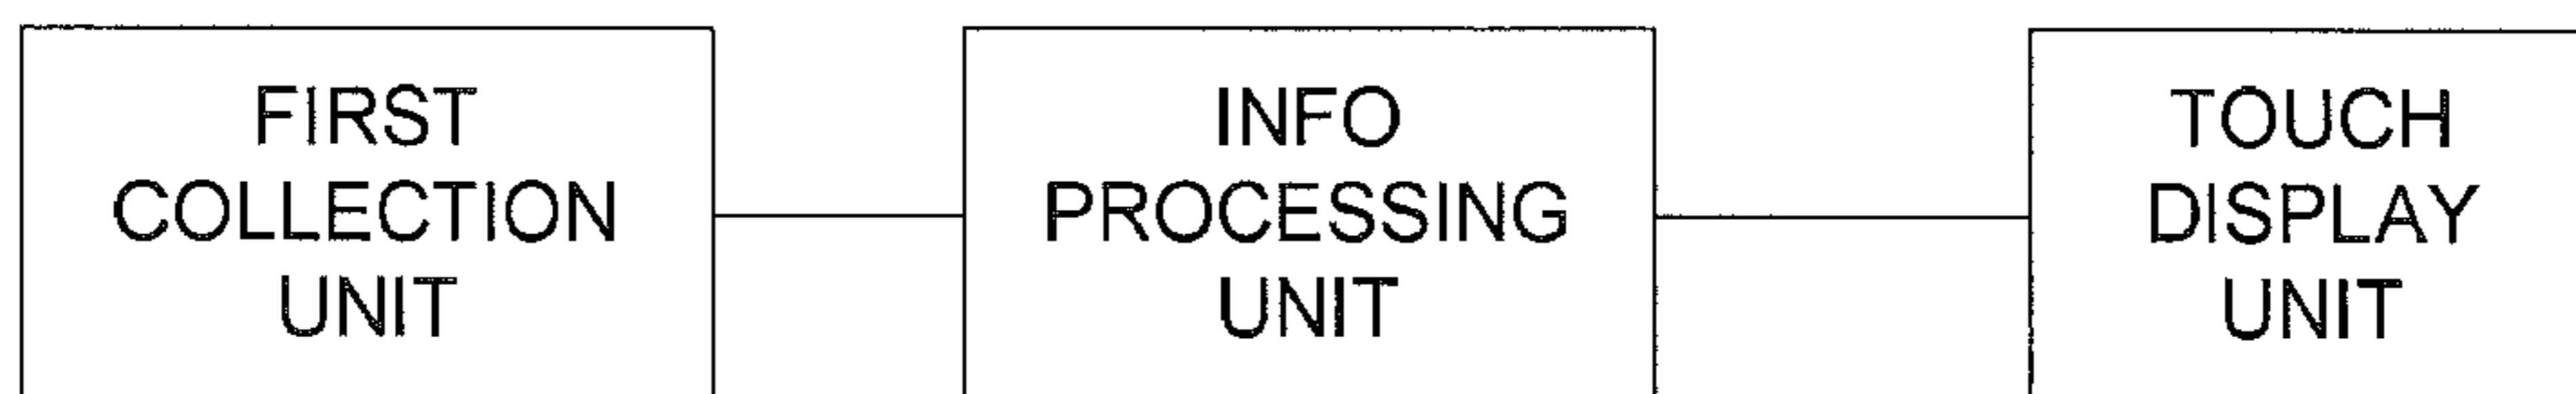 FIRST
COLLECTION
UNIT
INFO
PROCESSING
UNIT
TOUCH
DISPLAY
UNIT